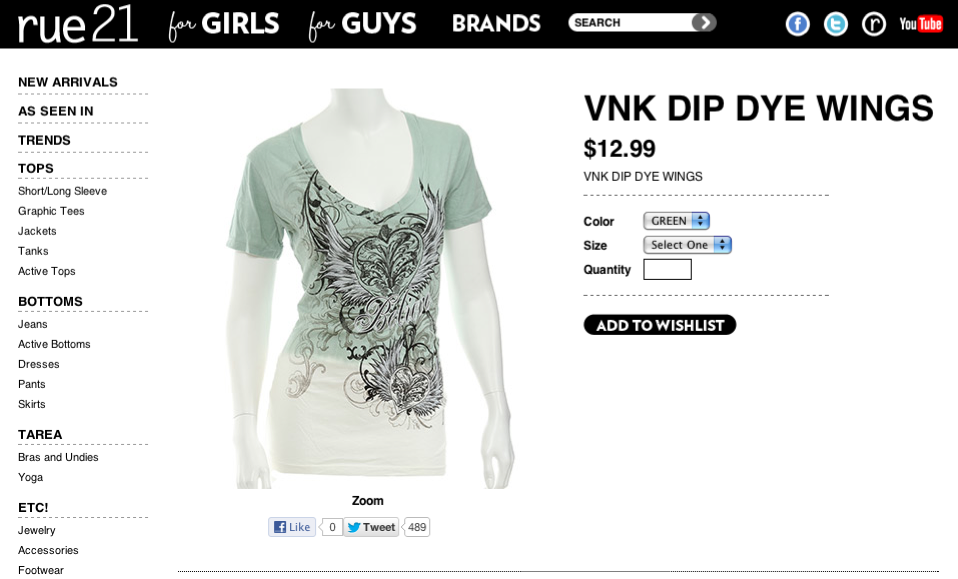 rue21
for GIRLS
for GUYS
BRANDS
SEARCH
f
t
r
You Tube
NEW ARRIVALS
AS SEEN IN
TRENDS
TOPS
Short/Long Sleeve
Graphic Tees
Jackets
Tanks
Active Tops
BOTTOMS
Jeans
Active Bottoms
Dresses
Pants
Skirts
TAREA
Bras and Undies
Yoga
ETC!
Jewelry
Accessories
Footwear
Believe
Zoom
f Like
0
Tweet
489
VNK DIP DYE WINGS
$12.99
VNK DIP DYE WINGS
Color GREEN
Size Select One
Quantity
ADD TO WISHLIST